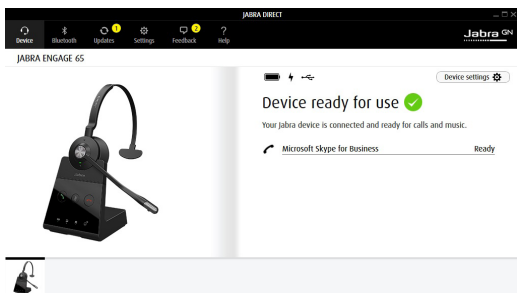 JABRA DIRECT
Device
Bluetooth
1
Updates
Settings
2
Feedback
?
Help
Jabra GN
JABRA ENGAGE 65
Device settings
Device ready for use
Your Jabra device is connected and ready for calls and music.
Microsoft Skype for Business Ready